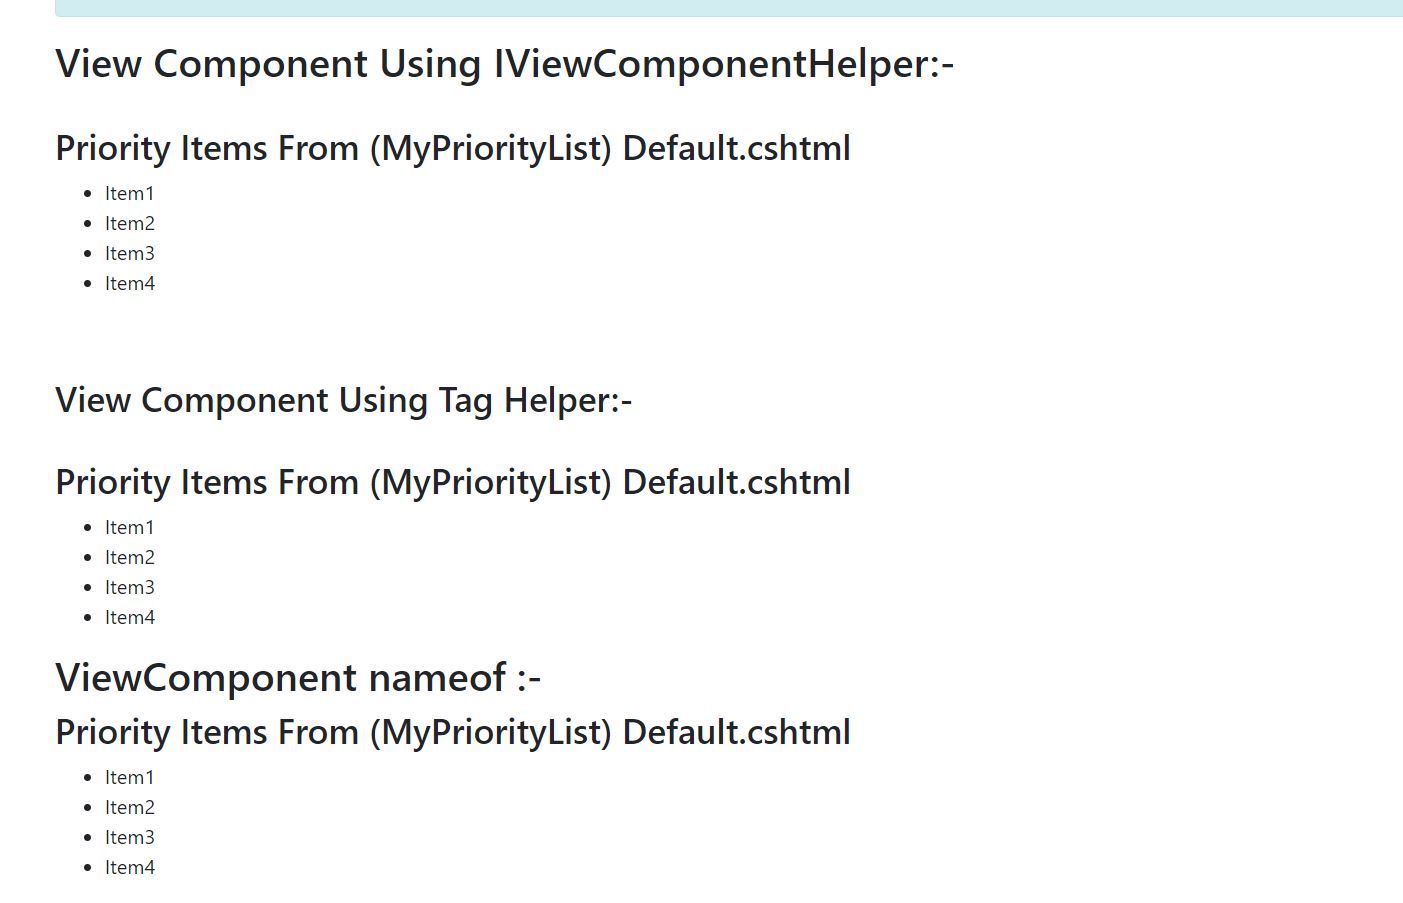 View Component Using IViewComponentHelper:-
Priority Items From (MyPriorityList) Default.cshtml
• Item1
• Item2
• Item3
• Item4
View Component Using Tag Helper:-
Priority Items From (MyPriorityList) Default.cshtml
• Item1
• Item2
• Item3
• Item4
ViewComponent nameof :-
Priority Items From (MyPriorityList) Default.cshtml
• Item1
• Item2
• Item3
• Item4